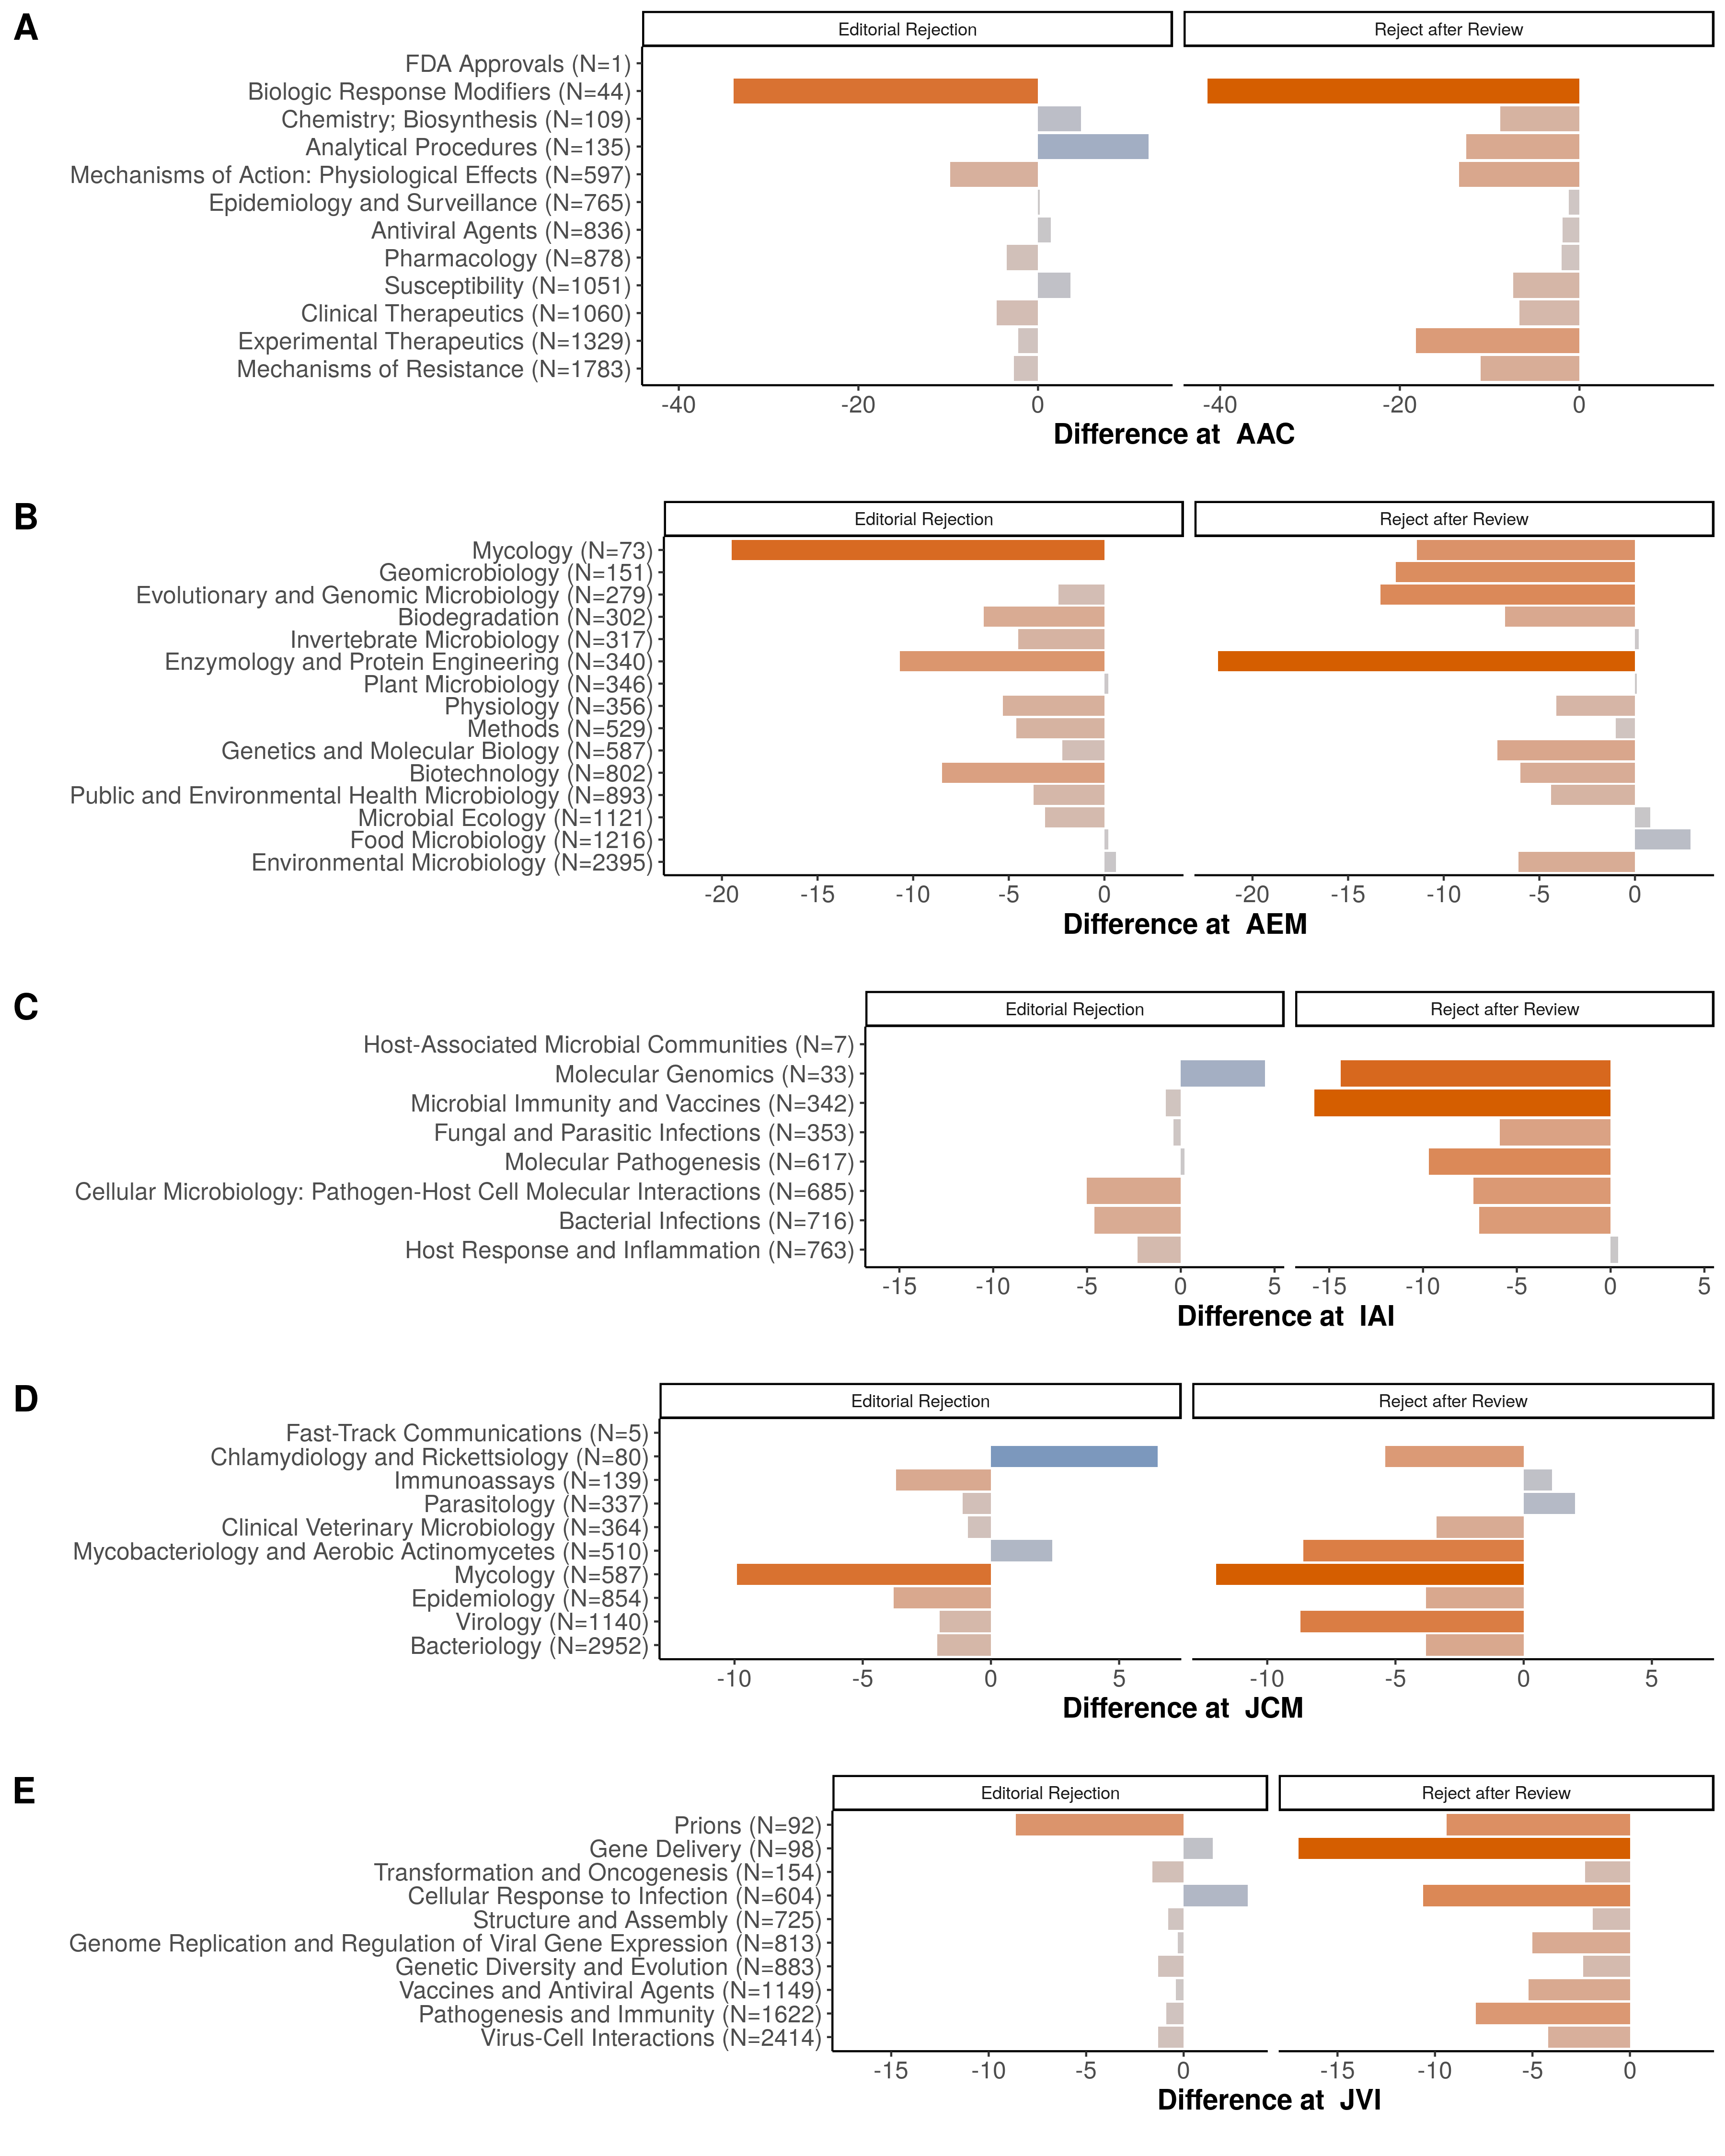 A
Editorial Rejection
Reject after Review
FDA Approvals (N=1)
Biologic Response Modifiers (N=44)
Chemistry; Biosynthesis (N=109)
Analytical Procedures (N=135)
Mechanisms of Action: Physiological Effects (N=597)
Epidemiology and Surveillance (N=765)
Antiviral Agents (N=836)
Pharmacology (N=878)
Susceptibility (N=1051)
Clinical Therapeutics (N=1060)
Experimental Therapeutics (N=1329)
Mechanisms of Resistance (N=1783)
-40 -20 0 -40 -20 0
Difference at AAC
B
Editorial Rejection
Reject after Review
Mycology (N=73)
Geomicrobiology (N=151)
Evolutionary and Genomic Microbiology (N=279)
Biodegradation (N=302)
Invertebrate Microbiology (N=317)
Enzymology and Protein Engineering (N=340)
Plant Microbiology (N=346)
Physiology (N=356)
Methods (N=529)
Genetics and Molecular Biology (N=587)
Biotechnology (N=802)
Public and Environmental Health Microbiology (N=893)
Microbial Ecology (N=1121)
Food Microbiology (N=1216)
Environmental Microbiology (N=2395)
-20 -15 -10 -5 0 -20 -15 -10 -5 0
Difference at AEM
C
Editorial Rejection
Reject after Review
Host-Associated Microbial Communities (N=7)
Molecular Genomics (N=33)
Microbial Immunity and Vaccines (N=342)
Fungal and Parasitic Infections (N=353)
Molecular Pathogenesis (N=617)
Cellular Microbiology: Pathogen-Host Cell Molecular Interactions (N=685)
Bacterial Infections (N=716)
Host Response and Inflammation (N=763)
-15 -10 -5 0 5 -15 -10 -5 0 5
Difference at IAI
D
Editorial Rejection
Reject after Review
Fast-Track Communications (N=5)
Chlamydiology and Rickettsiology (N=80)
Immunoassays (N=139)
Parasitology (N=337)
Clinical Veterinary Microbiology (N=364)
Mycobacteriology and Aerobic Actinomycetes (N=510)
Mycology (N=587)
Epidemiology (N=854)
Virology (N=1140)
Bacteriology (N=2952)
-10 -5 0 5 -10 -5 0 5
Difference at JCM
E
Editorial Rejection
Reject after Review
Prions (N=92)
Gene Delivery (N=98)
Transformation and Oncogenesis (N=154)
Cellular Response to Infection (N=604)
Structure and Assembly (N=725)
Genome Replication and Regulation of Viral Gene Expression (N=813)
Genetic Diversity and Evolution (N=883)
Vaccines and Antiviral Agents (N=1149)
Pathogenesis and Immunity (N=1622)
Virus-Cell Interactions (N=2414)
-15 -10 -5 0 -15 -10 -5 0
Difference at JVI